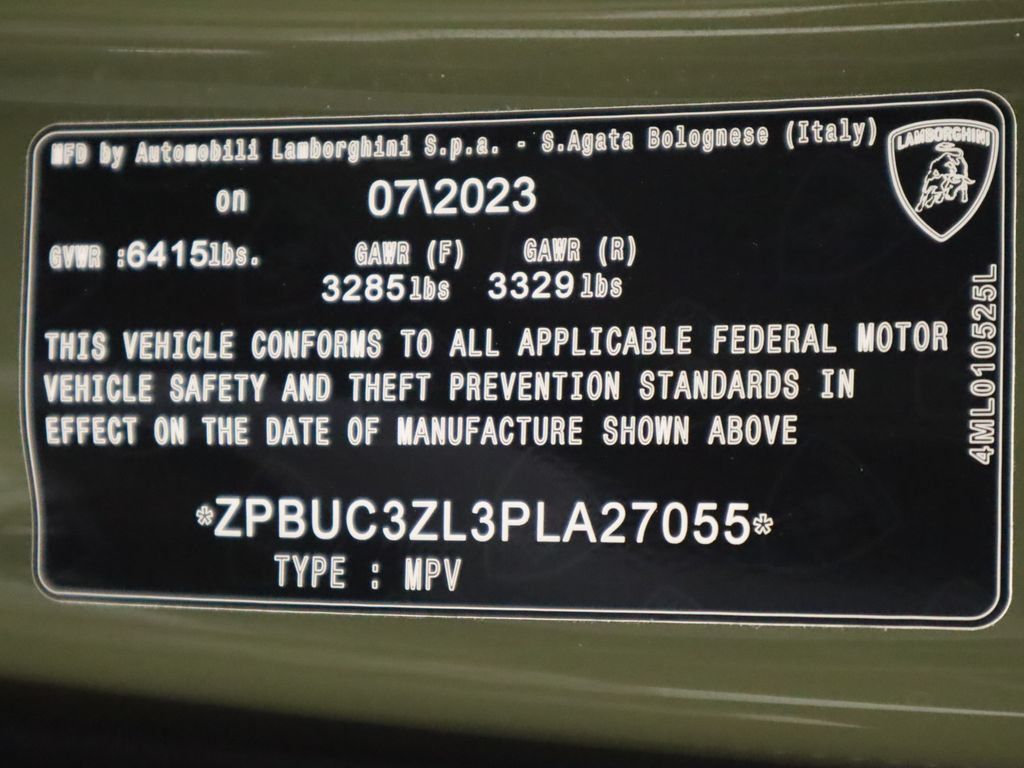 MFD by Automobili Lamborghini S.p.a. - S.Agata Bolognese (Italy)
LAMBORGHINI
on 07\2023
GVWR :6415lbs. GAWR (F) GAWR (R)
3285lbs 3329lbs
THIS VEHICLE CONFORMS TO ALL APPLICABLE FEDERAL MOTOR
VEHICLE SAFETY AND THEFT PREVENTION STANDARDS IN
EFFECT ON THE DATE OF MANUFACTURE SHOWN ABOVE
4ML010525L
*ZPBUC3ZL3PLA27055*
TYPE : MPV